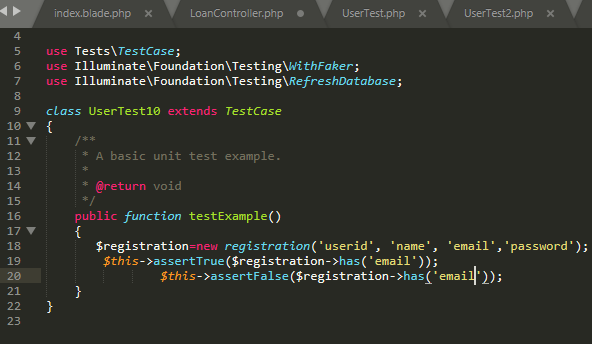 index.blade.php × LoanController.php UserTest.php × UserTest2.php ×
4
5 use Tests\TestCase;
6 use Illuminate\Foundation\Testing\WithFaker;
7 use Illuminate\Foundation\Testing\RefreshDatabase;
8
9 class UserTest10 extends TestCase
10 {
11 /**
12 * A basic unit test example.
13 *
14 * @return void
15 */
16 public function testExample()
17 {
18 $registration=new registration('userid', 'name', 'email','password');
19 $this->assertTrue($registration->has('email'));
20 $this->assertFalse($registration->has('email'));
21 }
22 }
23